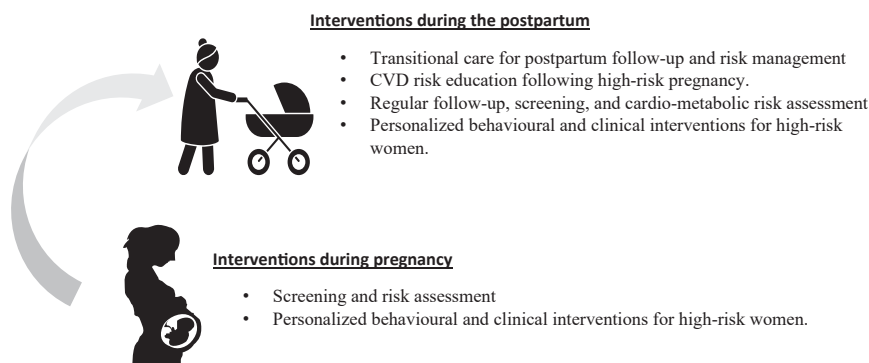 Interventions during the postpartum
• Transitional care for postpartum follow-up and risk management
• CVD risk education following high-risk pregnancy.
• Regular follow-up, screening, and cardio-metabolic risk assessment
• Personalized behavioural and clinical interventions for high-risk
women.
Interventions during pregnancy
• Screening and risk assessment
• Personalized behavioural and clinical interventions for high-risk women.